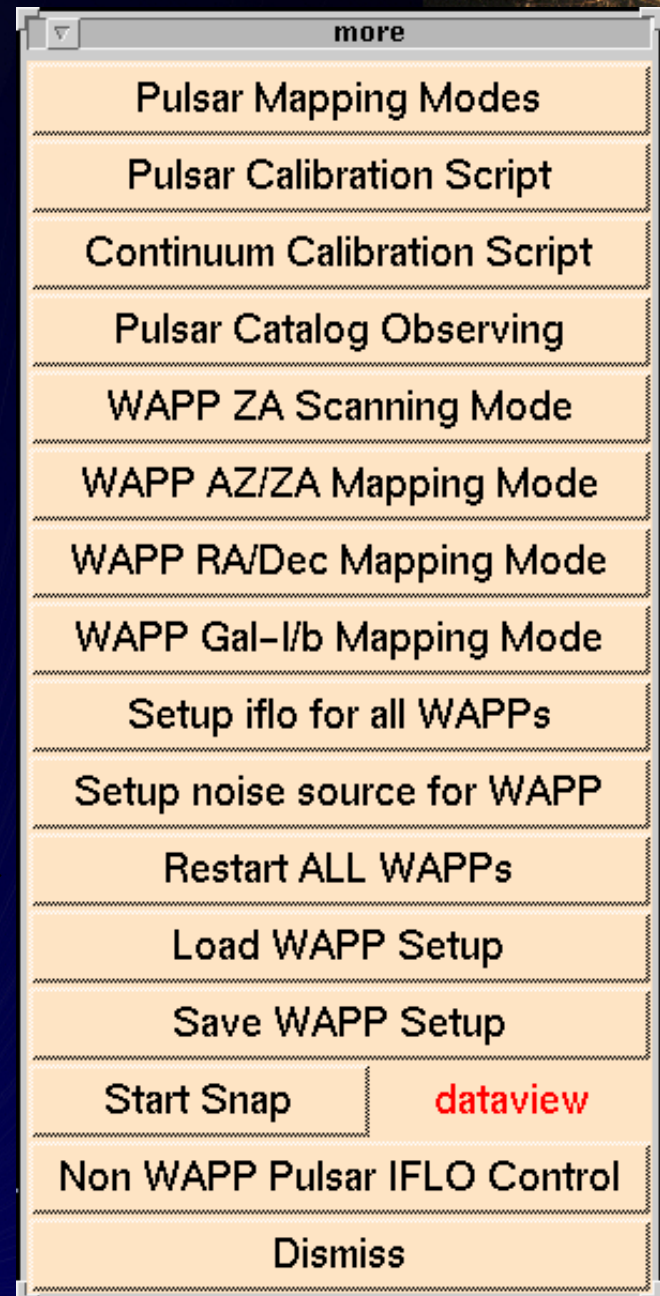 more
Pulsar Mapping Modes
Pulsar Calibration Script
Continuum Calibration Script
Pulsar Catalog Observing
WAPP ZA Scanning Mode
WAPP AZ/ZA Mapping Mode
WAPP RA/Dec Mapping Mode
WAPP Gal-l/b Mapping Mode
Setup iflo for all WAPPs
Setup noise source for WAPP
Restart ALL WAPPs
Load WAPP Setup
Save WAPP Setup
Start Snap dataview
Non WAPP Pulsar IFLO Control
Dismiss